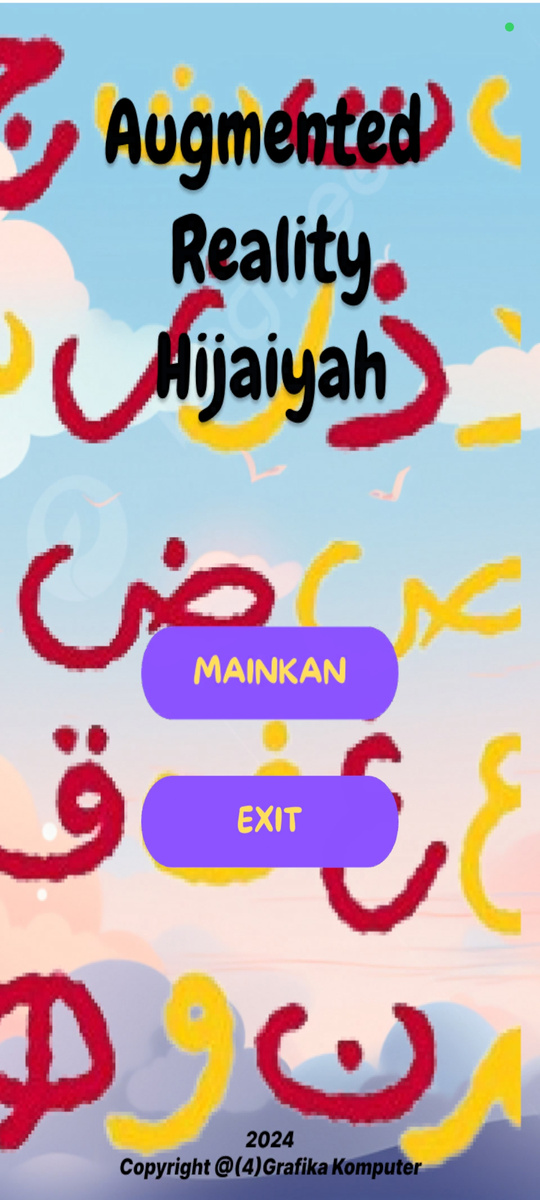 Augmented
Reality
Hijaiyah
ج ث ت
ذ
ض ص
MAINKAN
ق ف غ ع
EXIT
ه و ن
2024
Copyright @(4)Grafika Komputer